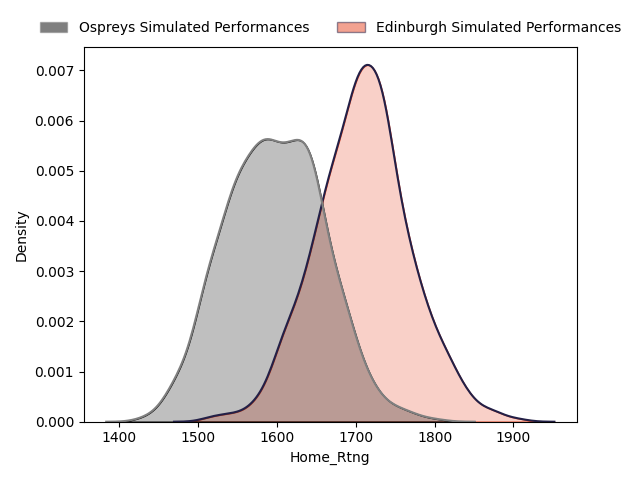 Ospreys Simulated Performances Edinburgh Simulated Performances
0.007
0.006
0.005
0.004
0.003
0.002
0.001
0.000
Density
1400 1500 1600 1700 1800 1900
Home_Rtng